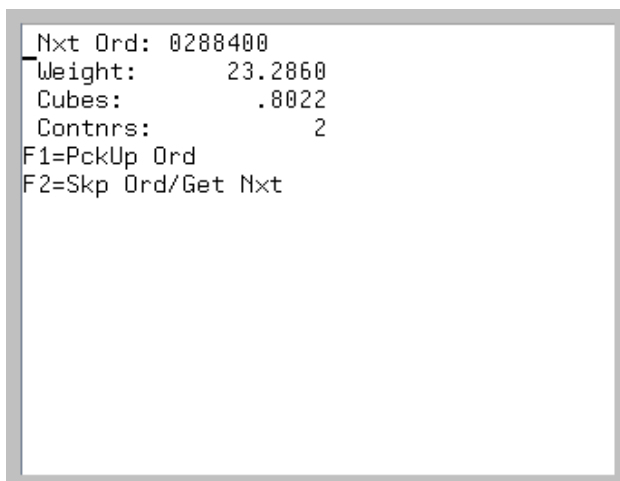 Nxt Ord: 0288400
Weight: 23.2860
Cubes: .8022
Contnrs: 2
F1=PckUp Ord
F2=Skp Ord/Get Nxt